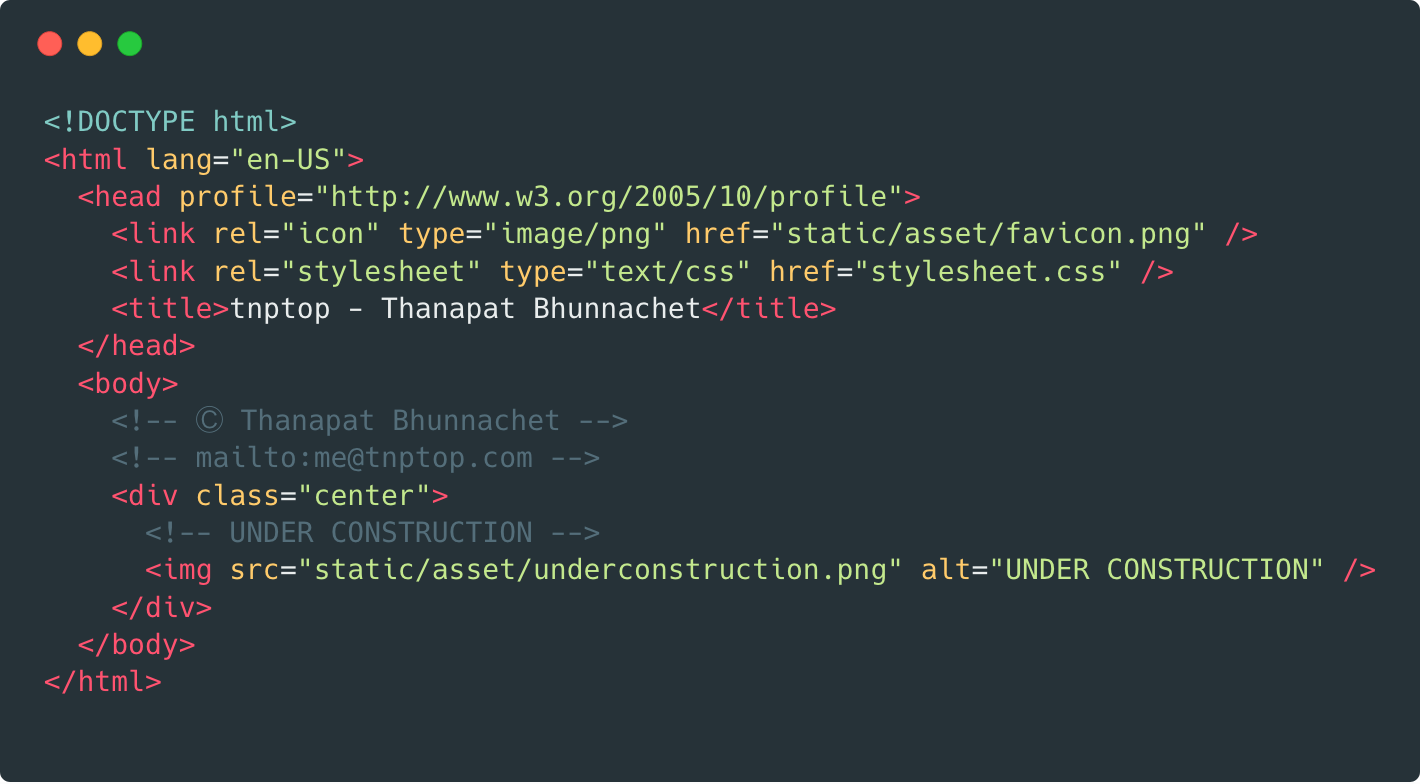 <!DOCTYPE html>
<html lang="en-US">
  <head profile="http://www.w3.org/2005/10/profile">
    <link rel="icon" type="image/png" href="static/asset/favicon.png" />
    <link rel="stylesheet" type="text/css" href="stylesheet.css" />
    <title>tnptop - Thanapat Bhunnachet</title>
  </head>
  <body>
    <!-- Ⓒ Thanapat Bhunnachet -->
    <!-- mailto:me@tnptop.com -->
    <div class="center">
      <!-- UNDER CONSTRUCTION -->
      <img src="static/asset/underconstruction.png" alt="UNDER CONSTRUCTION" />
    </div>
  </body>
</html>